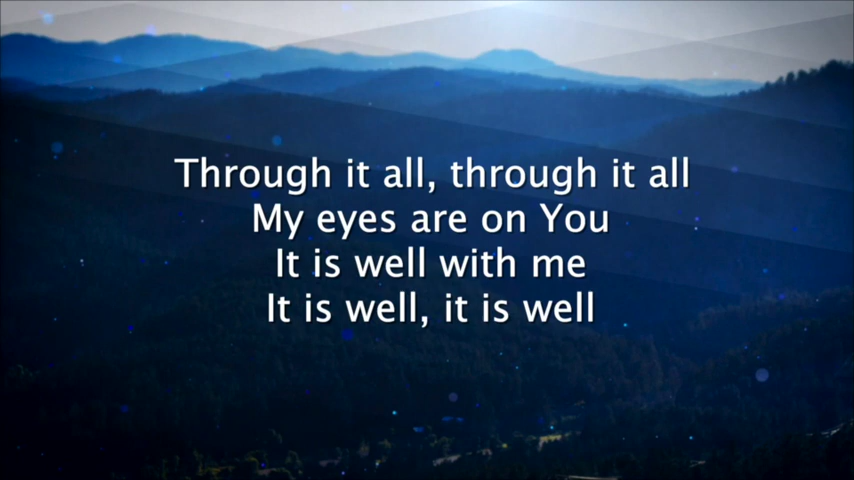 Through it all, through it all
My eyes are on You
It is well with me
It is well, it is well